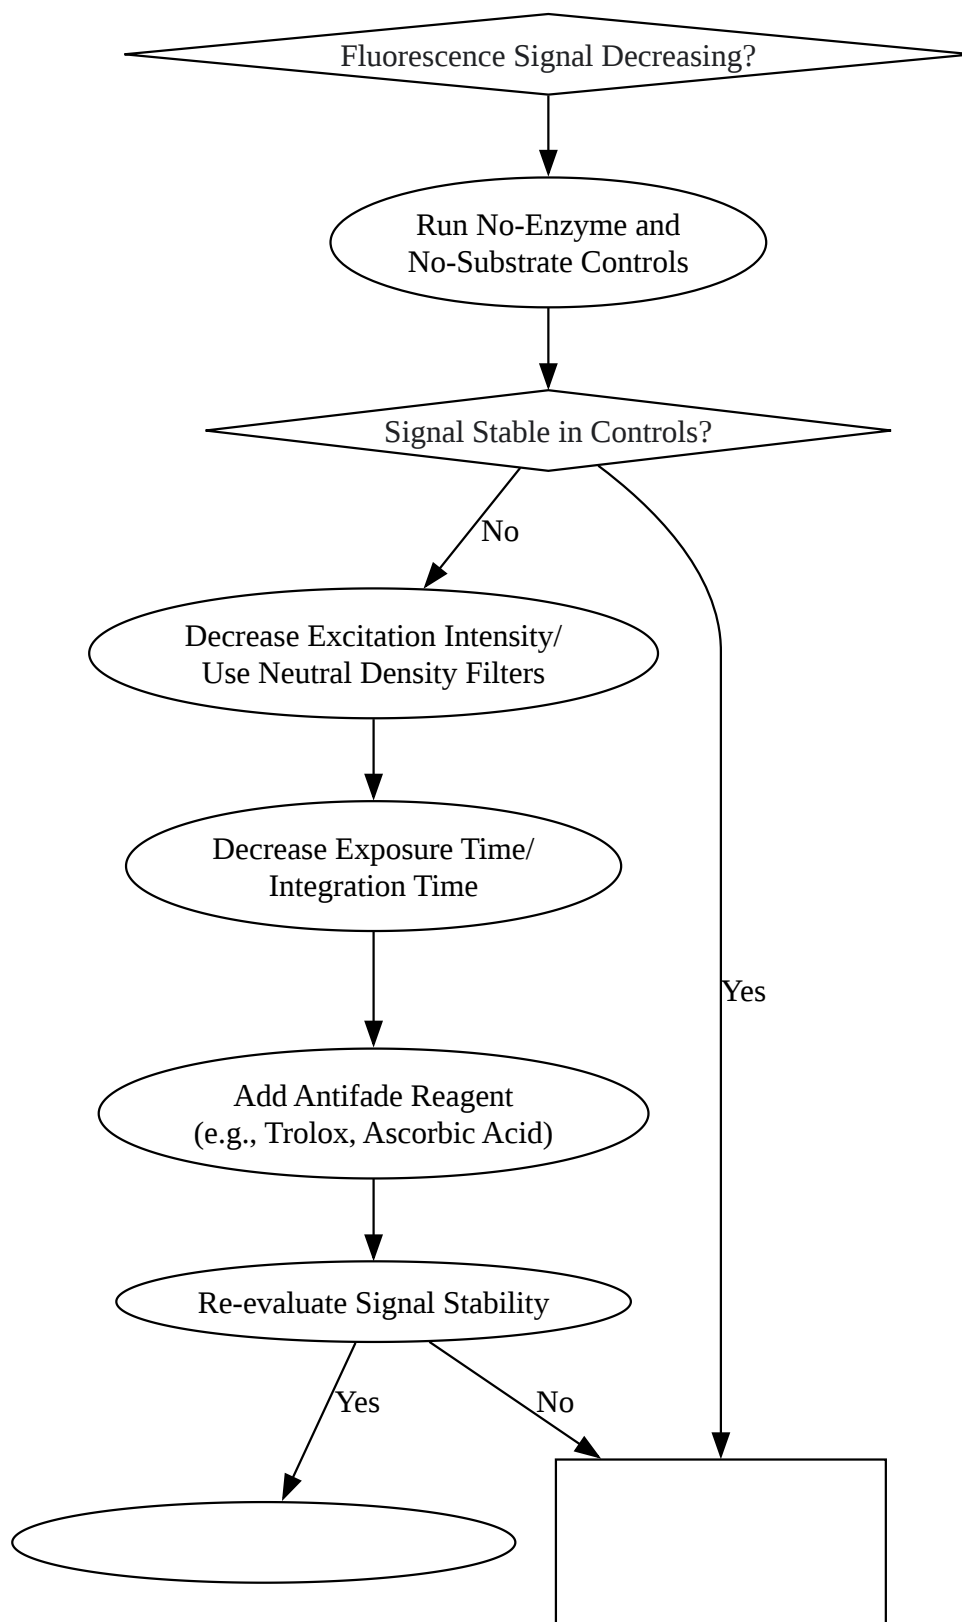 Fluorescence Signal Decreasing?
Run No-Enzyme and
No-Substrate Controls
Signal Stable in Controls?
No
Decrease Excitation Intensity/
Use Neutral Density Filters
Decrease Exposure Time/
Integration Time
Yes
Add Antifade Reagent
(e.g., Trolox, Ascorbic Acid)
Re-evaluate Signal Stability
Yes
No